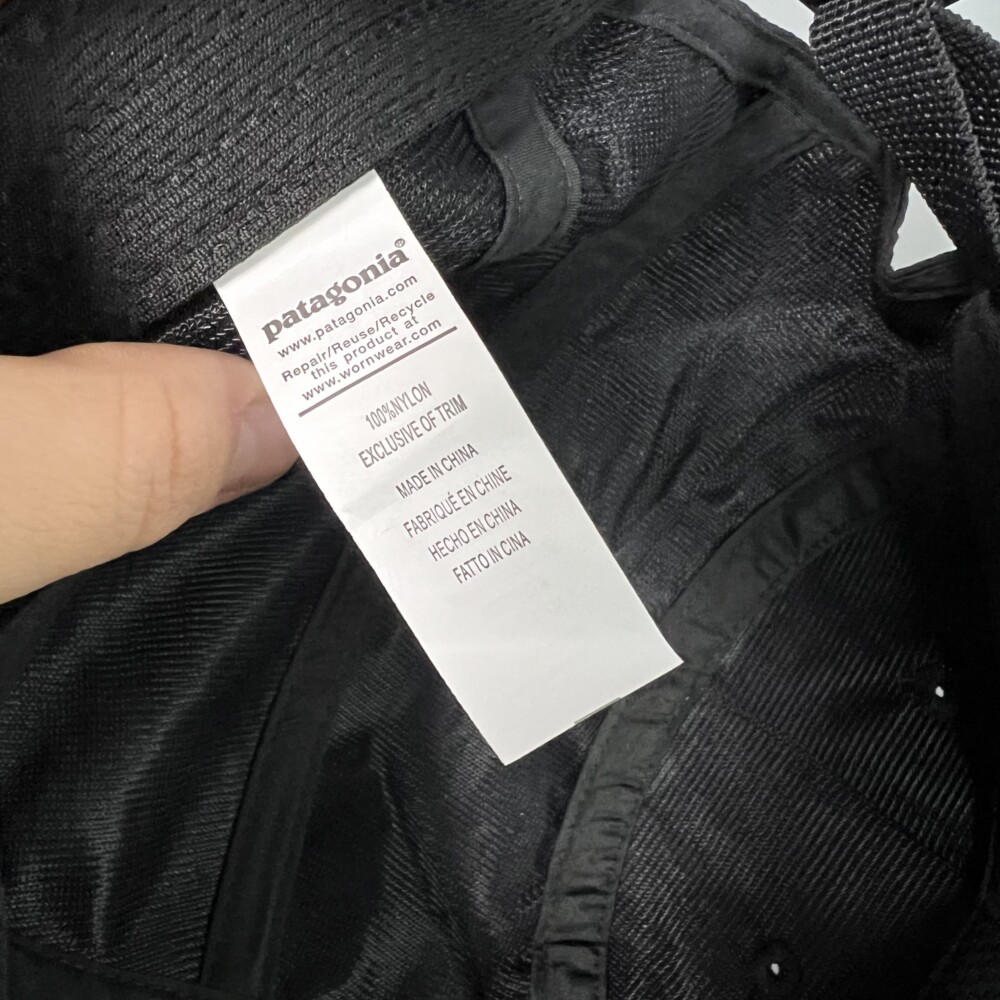 patagonia®
www.patagonia.com
Repair/Reuse/Recycle
this product at
www.wornwear.com
100%NYLON
EXCLUSIVE OF TRIM
MADE IN CHINA
FABRIQUÉ EN CHINE
HECHO EN CHINA
FATTO IN CINA